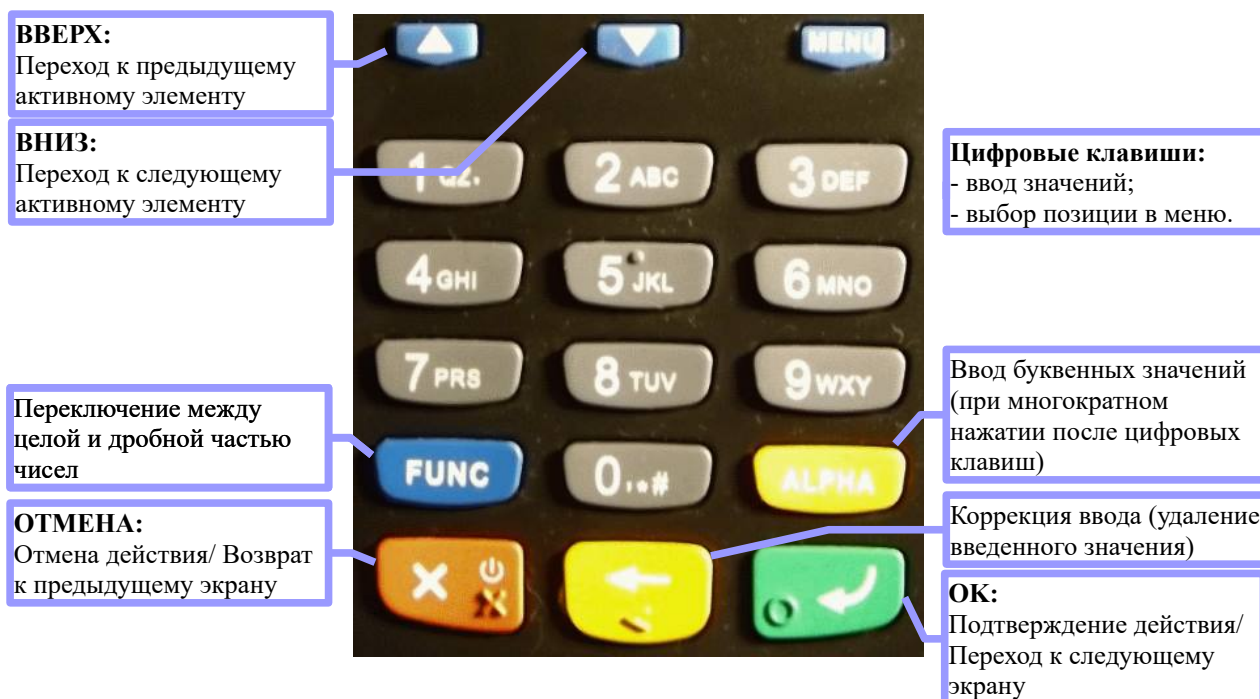 ВВЕРХ:
Переход к предыдущему
активному элементу
ВНИЗ:
Переход к следующему
активному элементу
MENU
1 QZ.
2 ABC
3 DEF
4 GHI
5 JKL
6 MNO
7 PRS
8 TUV
9 WXY
FUNC
0,*#
ALPHA
Цифровые клавиши:
- ввод значений;
- выбор позиции в меню.
Ввод буквенных значений
(при многократном
нажатии после цифровых
клавиш)
Переключение между
целой и дробной частью
чисел
ОТМЕНА:
Отмена действия/ Возврат
к предыдущему экрану
Коррекция ввода (удаление
введенного значения)
OK:
Подтверждение действия/
Переход к следующему
экрану